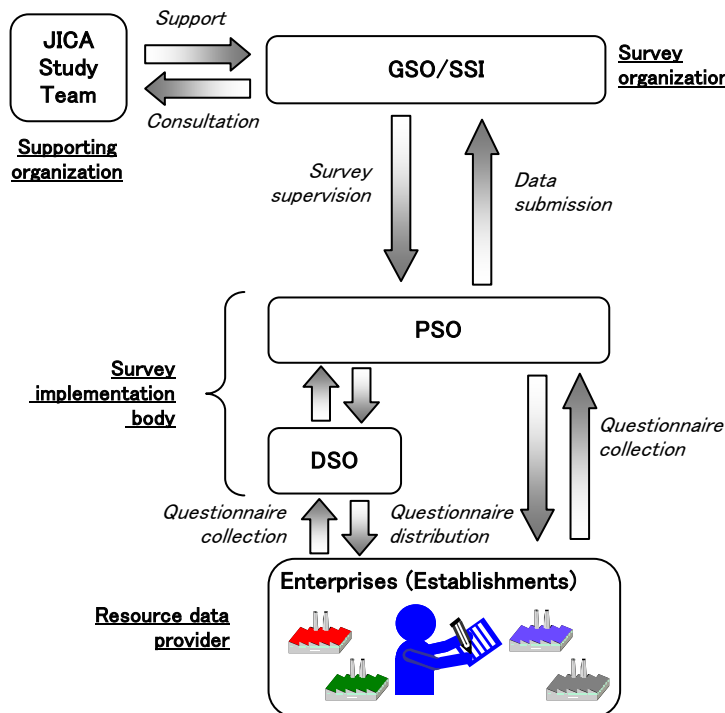 JICA
Study
Team
Support
Consultation
GSO/SSI
Survey
organization
Supporting
organization
Survey
supervision
Data
submission
PSO
Survey
implementation
body
DSO
Questionnaire
collection
Questionnaire
collection
Questionnaire
distribution
Enterprises (Establishments)
Resource data
provider